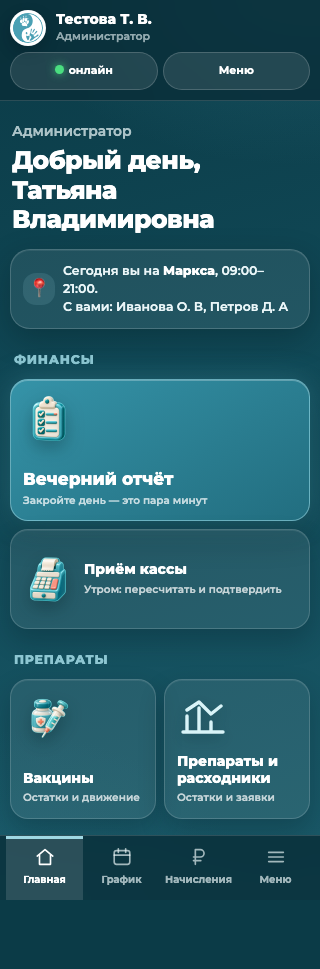 Тестова Т. В.
Администратор
онлайн
Меню
Администратор
Добрый день,
Татьяна
Владимировна
Сегодня вы на Маркса, 09:00–
21:00.
С вами: Иванова О. В, Петров Д. А
ФИНАНСЫ
Вечерний отчёт
Закройте день — это пара минут
Приём кассы
Утром: пересчитать и подтвердить
ПРЕПАРАТЫ
Вакцины
Остатки и движение
Препараты и
расходники
Остатки и заявки
Главная
График
Начисления
Меню